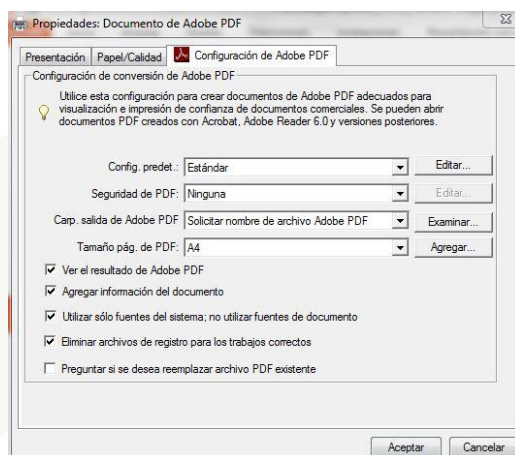 Propiedades: Documento de Adobe PDF
Presentación Papel/Calidad Configuración de Adobe PDF
Configuración de conversión de Adobe PDF
Utilice esta configuración para crear documentos de Adobe PDF adecuados para
visualización e impresión de confianza de documentos comerciales. Se pueden abrir
documentos PDF creados con Acrobat, Adobe Reader 6.0 y versiones posteriores.
Config. predet.: Estándar Editar...
Seguridad de PDF: Ninguna Editar...
Carp. salida de Adobe PDF Solicitar nombre de archivo Adobe PDF Examinar...
Tamaño pág. de PDF: A4 Agregar...
Ver el resultado de Adobe PDF
Agregar información del documento
Utilizar sólo fuentes del sistema; no utilizar fuentes de documento
Eliminar archivos de registro para los trabajos correctos
Preguntar si se desea reemplazar archivo PDF existente
Aceptar Cancelar